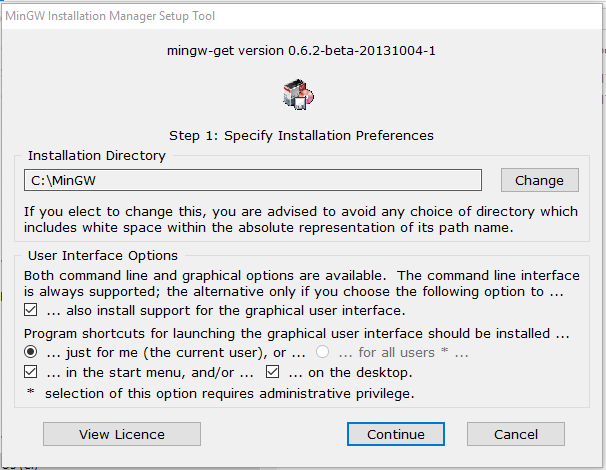 MinGW Installation Manager Setup Tool
mingw-get version 0.6.2-beta-20131004-1
Step 1: Specify Installation Preferences
Installation Directory
C:\MinGW
Change
If you elect to change this, you are advised to avoid any choice of directory which
includes white space within the absolute representation of its path name.
User Interface Options
Both command line and graphical options are available.  The command line interface
is always supported; the alternative only if you choose the following option to ...
... also install support for the graphical user interface.
Program shortcuts for launching the graphical user interface should be installed ...
... just for me (the current user), or ... ... for all users * ...
... in the start menu, and/or ... ... on the desktop.
* selection of this option requires administrative privilege.
View Licence Continue Cancel